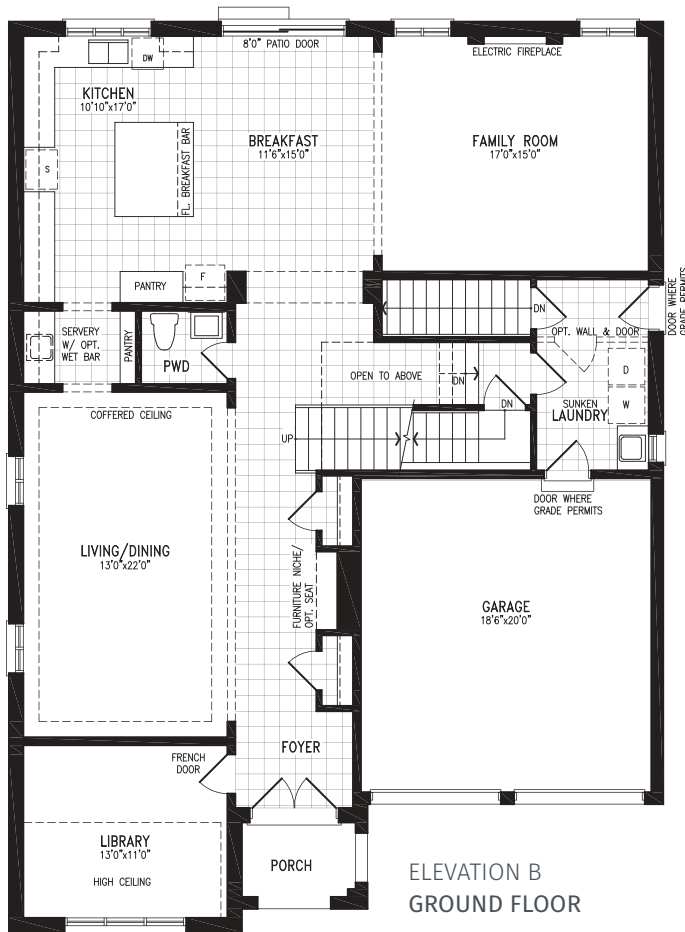 8'0" PATIO DOOR
ELECTRIC FIREPLACE
DW
KITCHEN
10'10"x17'0"
BREAKFAST
11'6"x15'0"
FAMILY ROOM
17'0"x15'0"
FL. BREAKFAST BAR
S
F
PANTRY
DN
DOOR WHERE
GRADE PERMITS
OPT. WALL & DOOR
SERVERY
W/ OPT.
WET BAR
PANTRY
PWD
OPEN TO ABOVE
DN
DN
D
W
SUNKEN
LAUNDRY
COFFERED CEILING
UP
DOOR WHERE
GRADE PERMITS
LIVING/DINING
13'0"x22'0"
FURNITURE NICHE/
OPT. SEAT
GARAGE
18'6"x20'0"
FOYER
FRENCH
DOOR
LIBRARY
13'0"x11'0"
HIGH CEILING
PORCH
ELEVATION B
GROUND FLOOR